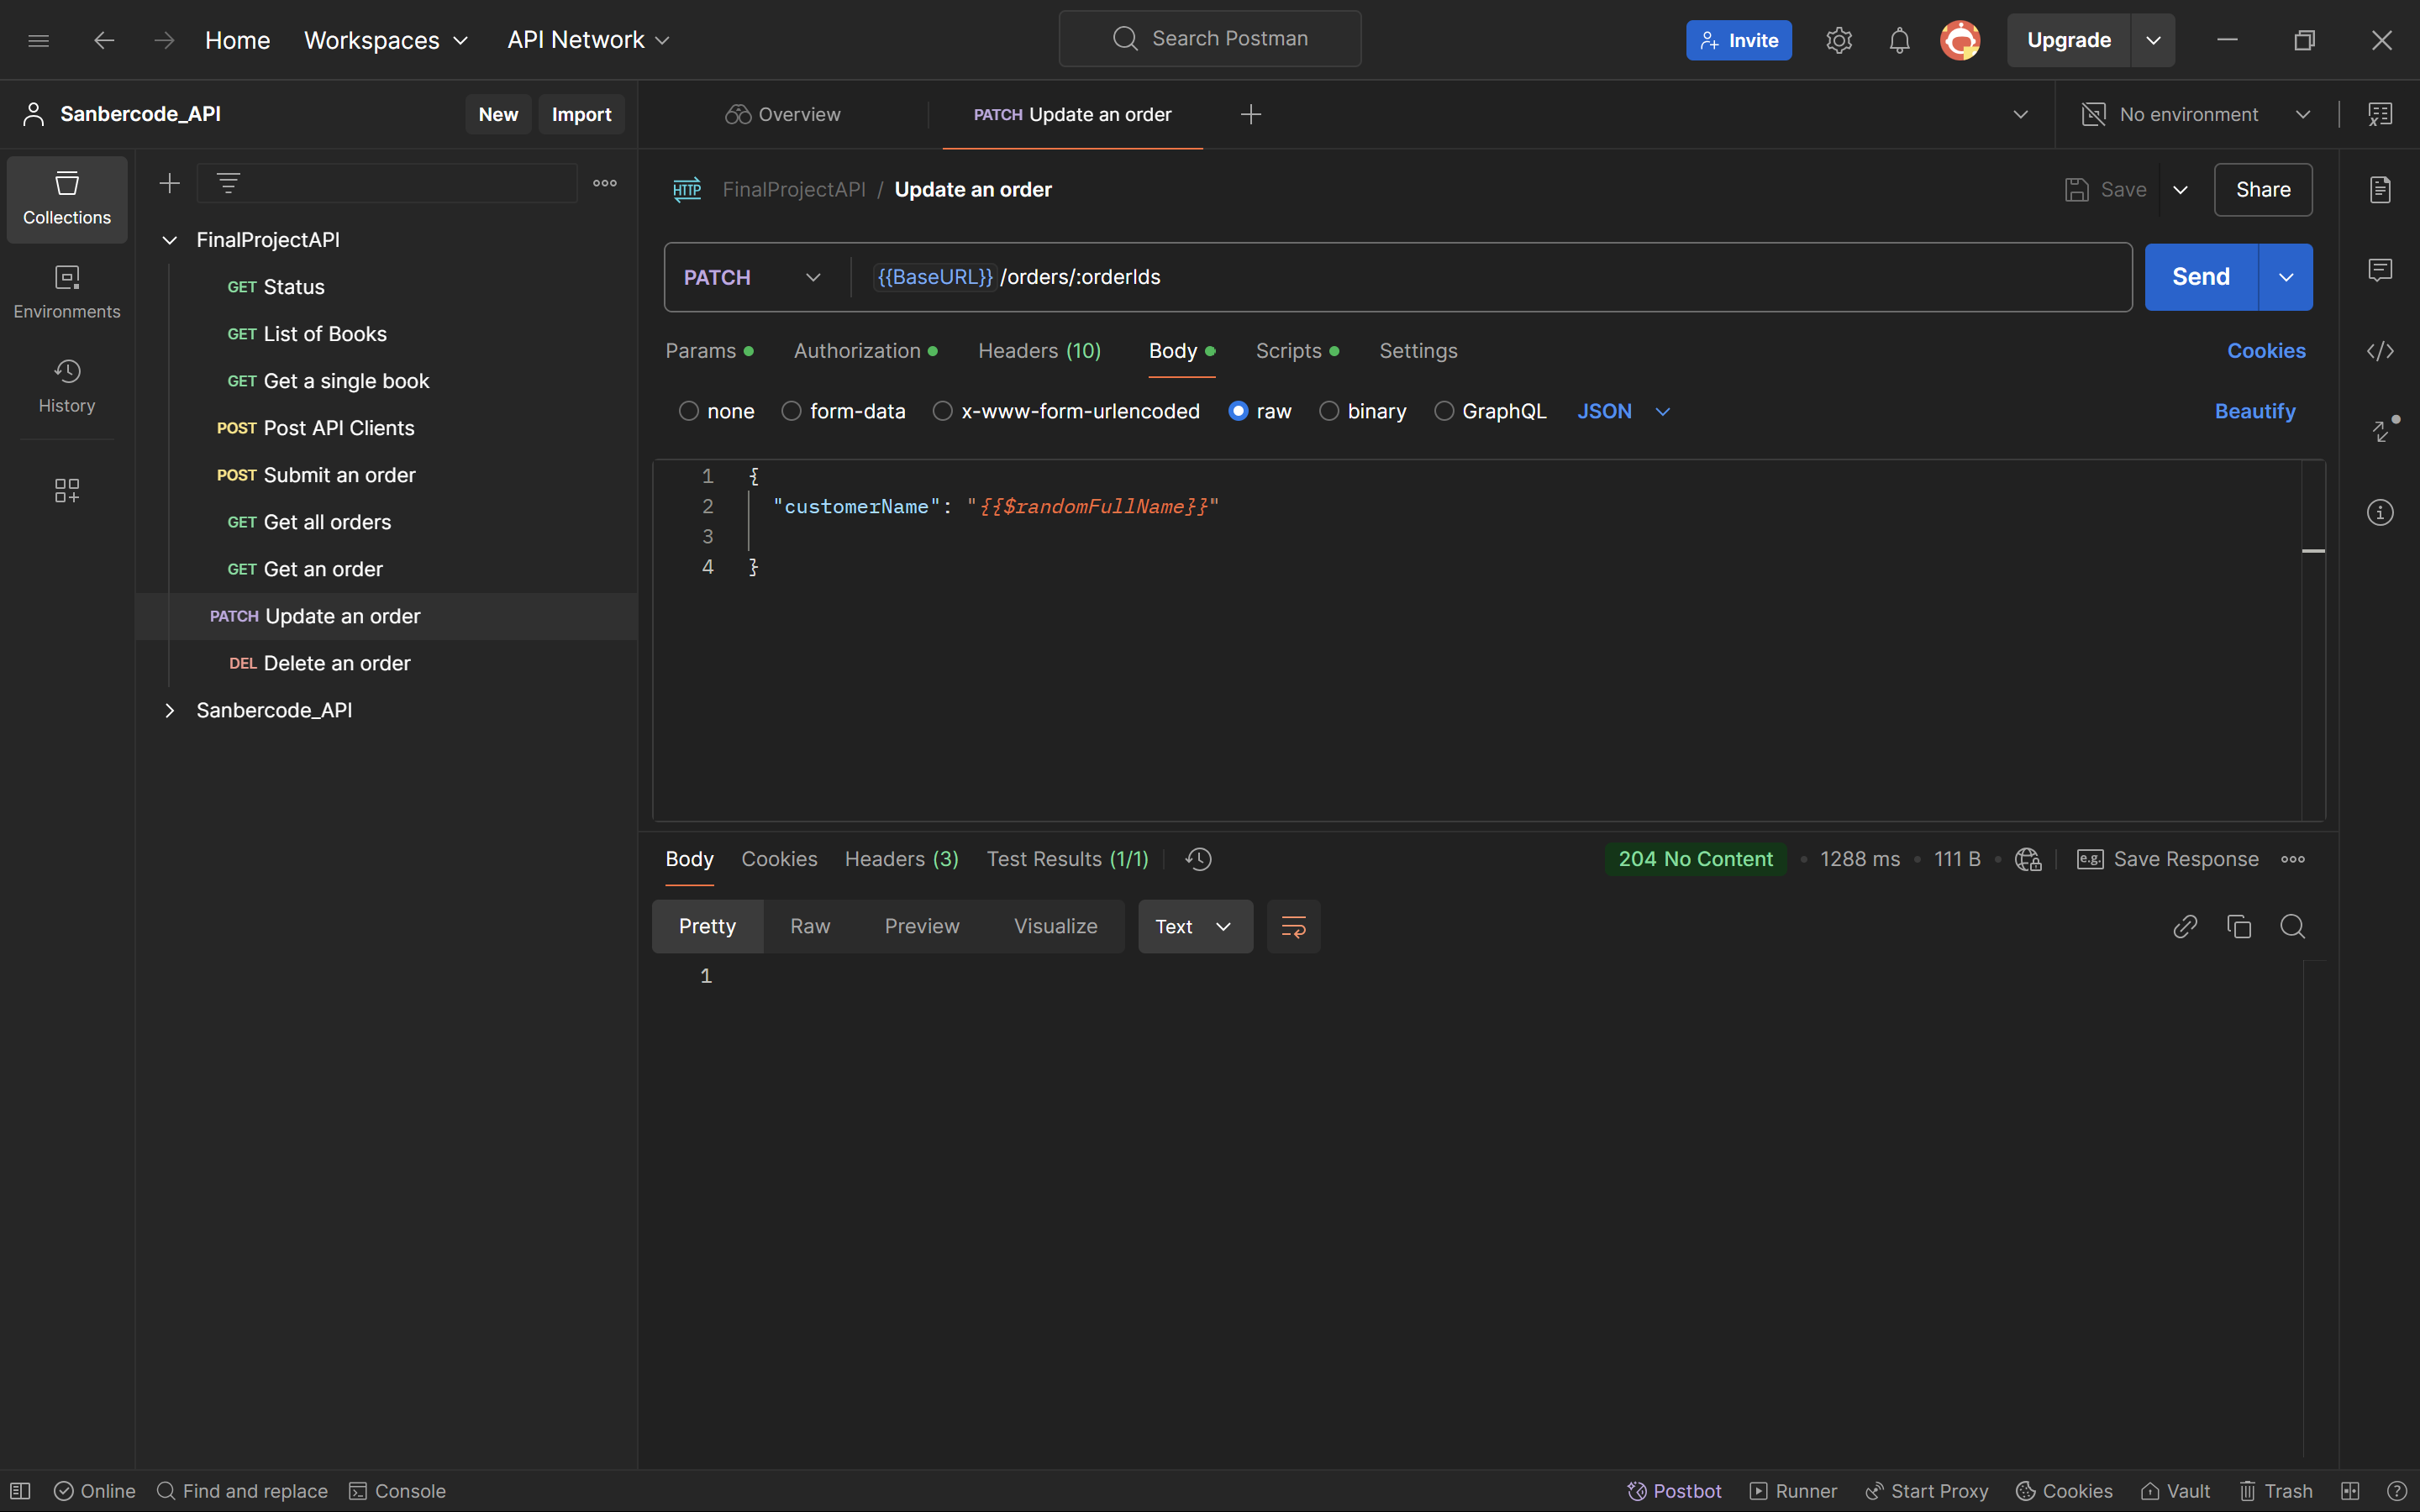 Home Workspaces API Network Search Postman Invite Upgrade
Sanbercode_API New Import Overview PATCH Update an order No environment
Collections
Environments
History
FinalProjectAPI
GET Status
GET List of Books
GET Get a single book
POST Post API Clients
POST Submit an order
GET Get all orders
GET Get an order
PATCH Update an order
DEL Delete an order
Sanbercode_API
HTTP FinalProjectAPI / Update an order Save Share
PATCH {{BaseURL}} /orders/:orderIds Send
Params Authorization Headers (10) Body Scripts Settings Cookies
none form-data x-www-form-urlencoded raw binary GraphQL JSON Beautify
1 {
2 "customerName": "{{$randomFullName}}"
3
4 }
Body Cookies Headers (3) Test Results (1/1) 204 No Content 1288 ms 111 B e.g. Save Response
Pretty Raw Preview Visualize Text
1
Online Find and replace Console Postbot Runner Start Proxy Cookies Vault Trash